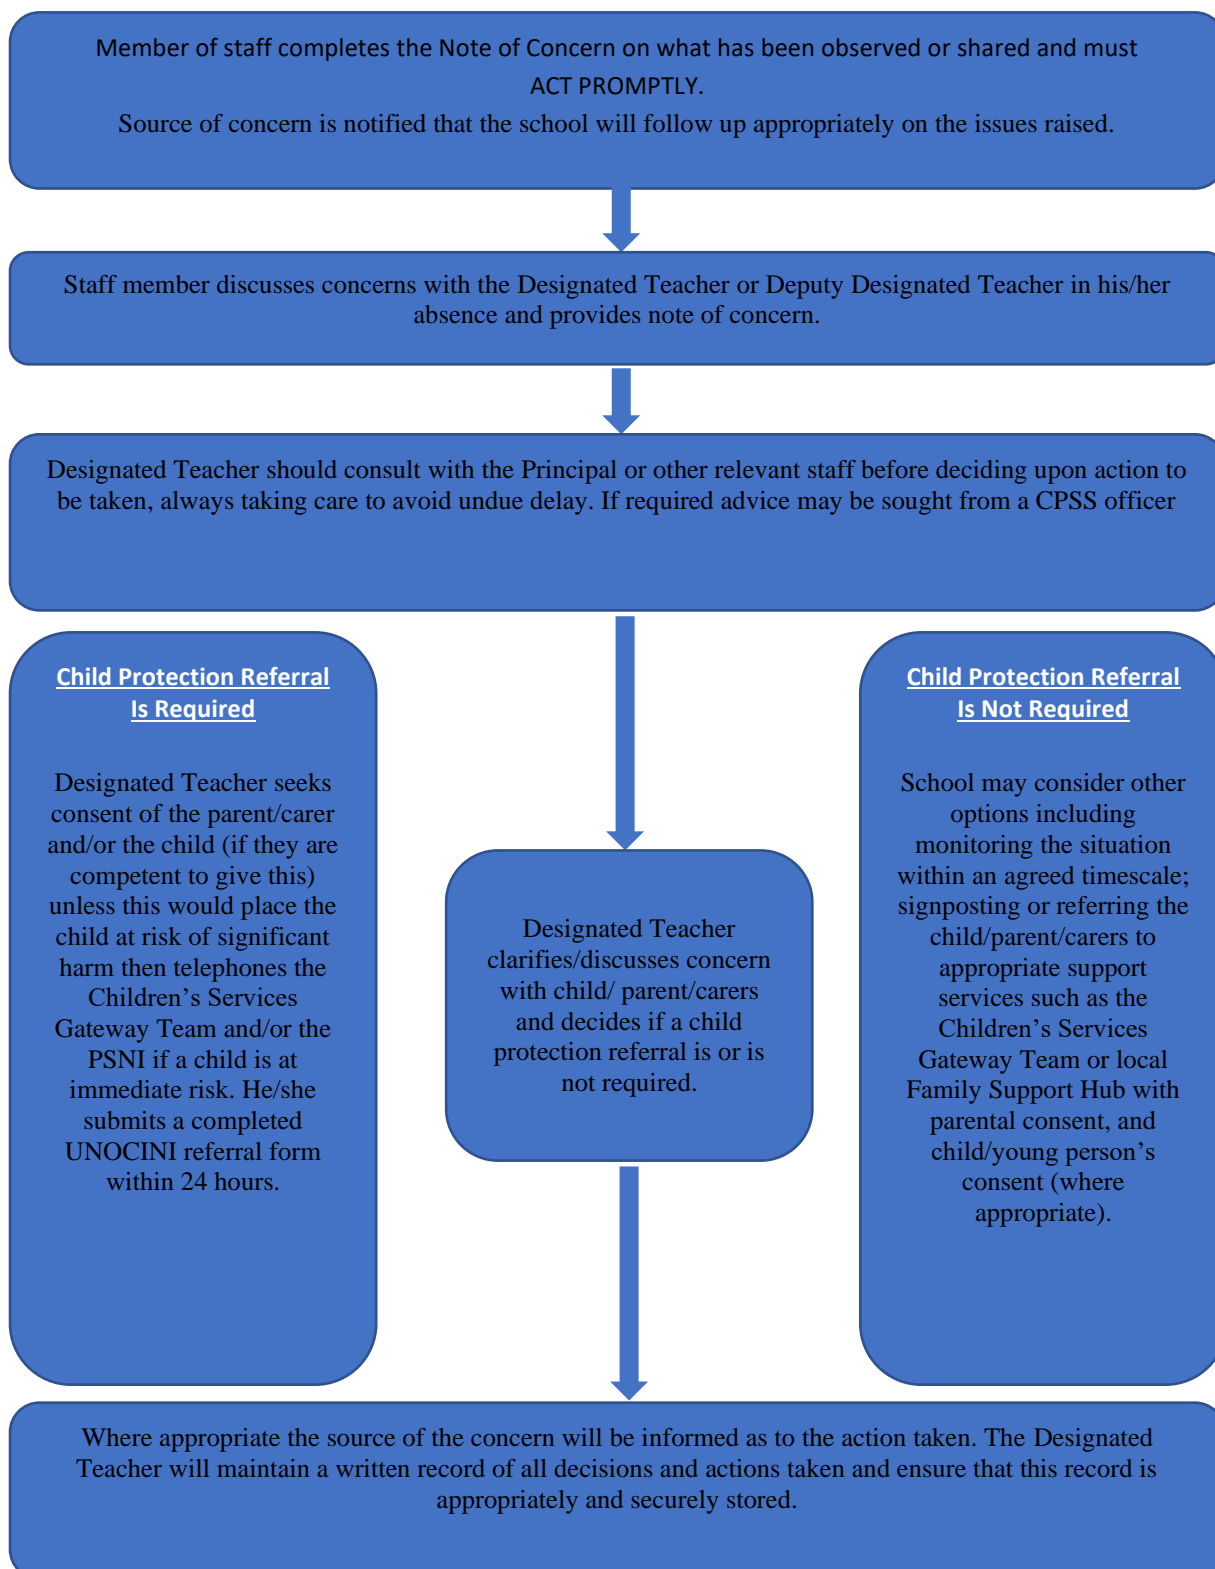 Member of staff completes the Note of Concern on what has been observed or shared and must
ACT PROMPTLY.
Source of concern is notified that the school will follow up appropriately on the issues raised.
Staff member discusses concerns with the Designated Teacher or Deputy Designated Teacher in his/her
absence and provides note of concern.
Designated Teacher should consult with the Principal or other relevant staff before deciding upon action to
be taken, always taking care to avoid undue delay. If required advice may be sought from a CPSS officer
Child Protection Referral
Is Required
Designated Teacher seeks
consent of the parent/carer
and/or the child (if they are
competent to give this)
unless this would place the
child at risk of significant
harm then telephones the
Children’s Services
Gateway Team and/or the
PSNI if a child is at
immediate risk. He/she
submits a completed
UNOCINI referral form
within 24 hours.
Designated Teacher
clarifies/discusses concern
with child/ parent/carers
and decides if a child
protection referral is or is
not required.
Child Protection Referral
Is Not Required
School may consider other
options including
monitoring the situation
within an agreed timescale;
signposting or referring the
child/parent/carers to
appropriate support
services such as the
Children’s Services
Gateway Team or local
Family Support Hub with
parental consent, and
child/young person’s
consent (where
appropriate).
Where appropriate the source of the concern will be informed as to the action taken. The Designated
Teacher will maintain a written record of all decisions and actions taken and ensure that this record is
appropriately and securely stored.